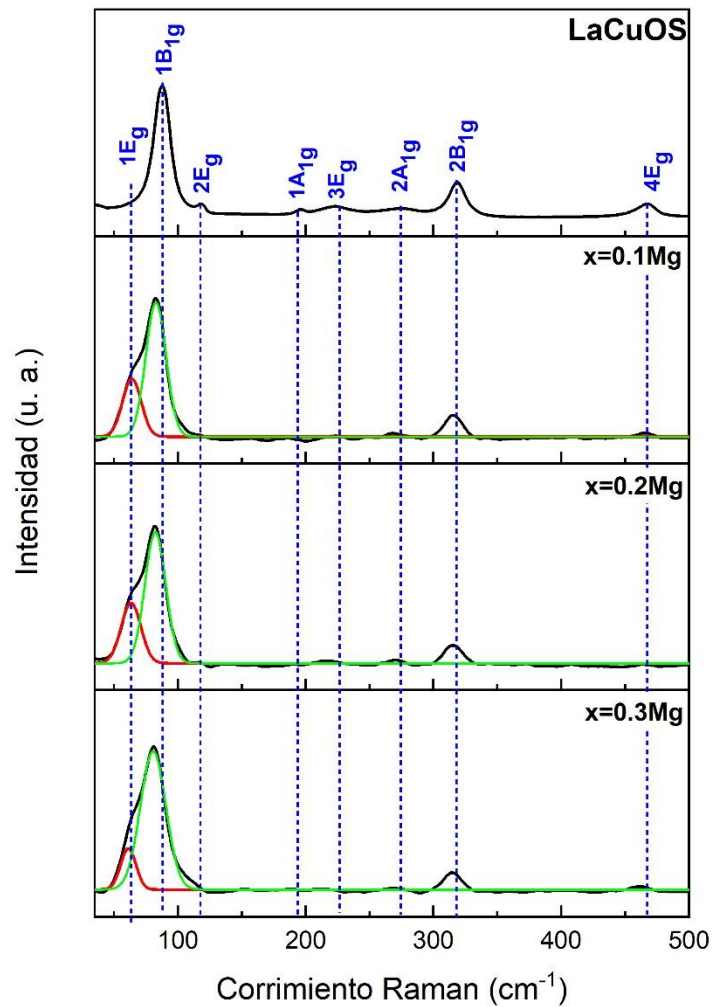 LaCuOS
1Eg
1B1g
2Eg
1A1g
3Eg
2A1g
2B1g
4Eg
x=0.1Mg
x=0.2Mg
x=0.3Mg
Intensidad (u. a.)
100
200
300
400
500
Corrimiento Raman (cm-1)